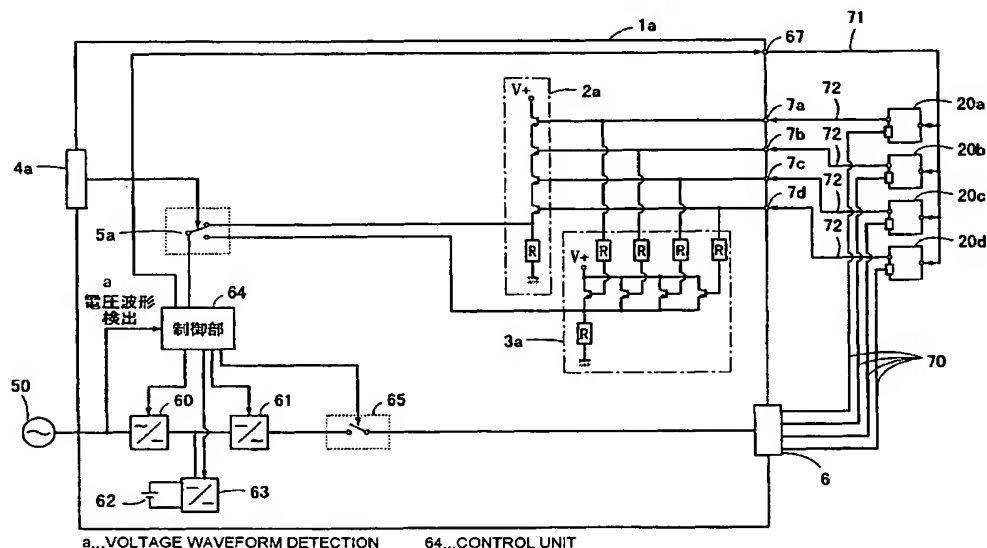 1a
67
71
2a
V+
7a
72
20a
7b
72
20b
7c
72
20c
7d
72
20d
4a
5a
R
V+
R
R
R
R
R
3a
a
電圧波形
検出
64
制御部
50
60
61
65
62
63
6
70
a...VOLTAGE WAVEFORM DETECTION 64...CONTROL UNIT